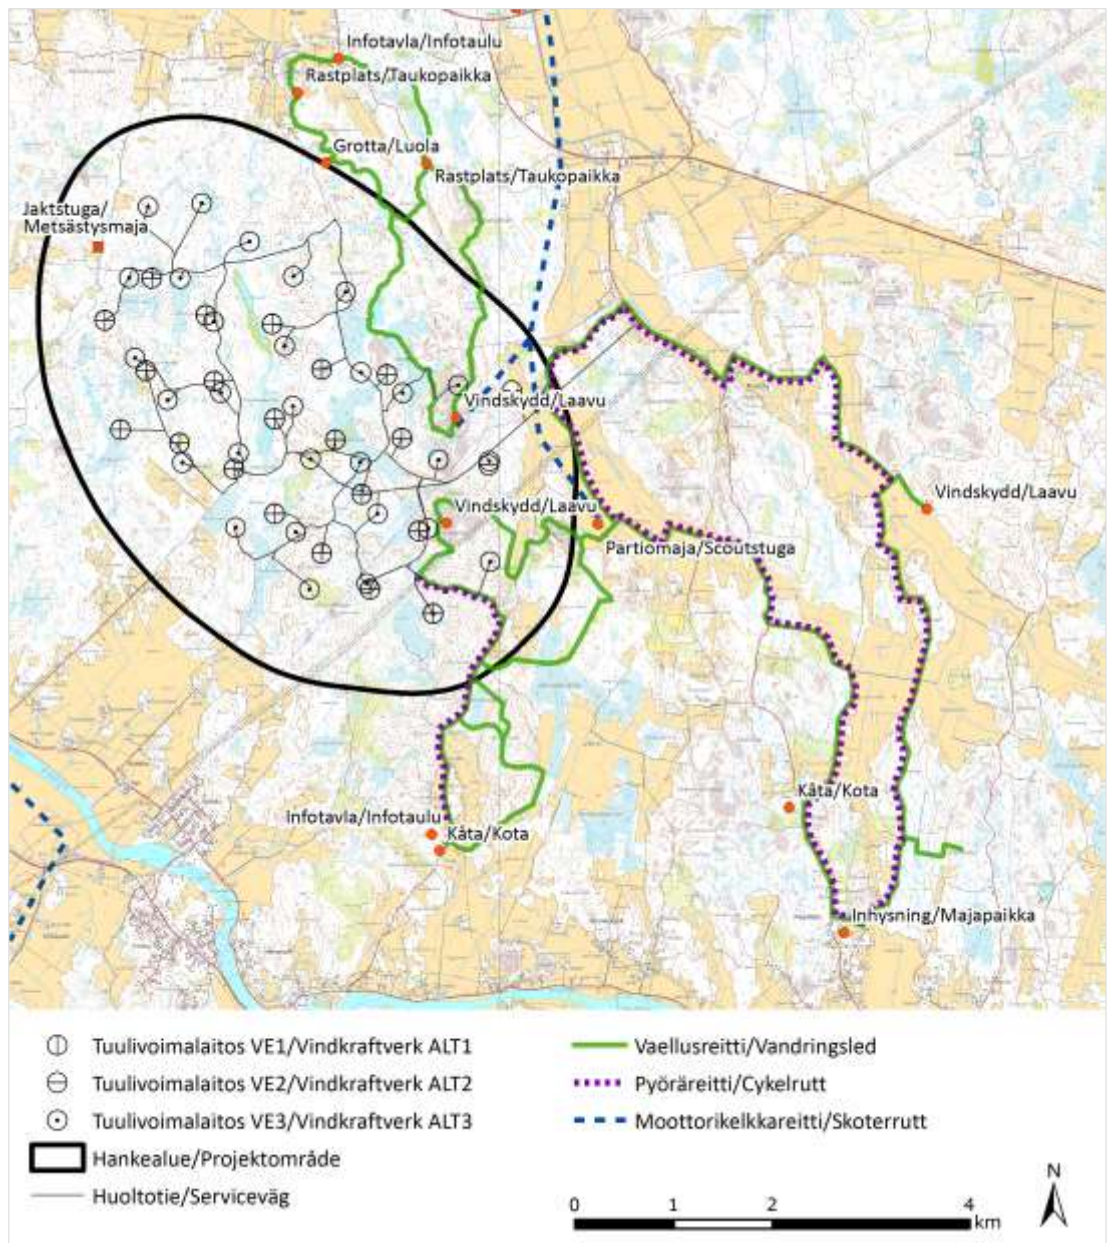 Infotavla/Infotaulu
Rastplats/Taukopaikka
Grotta/Luola
Rastplats/Taukopaikka
Jaktstuga/
Metsästysmaja
Vindskydd/Laavu
Vindskydd/Laavu
Vindskydd/Laavu
Partiomaja/Scoutstuga
Kåta/Kota
Infotavla/Infotaulu
Kåta/Kota
Inhysning/Majapaikka
Tuulivoimalaitos VE1/Vindkraftverk ALT1
Tuulivoimalaitos VE2/Vindkraftverk ALT2
Tuulivoimalaitos VE3/Vindkraftverk ALT3
Hankealue/Projektområde
Huoltotie/Serviceväg
Vaellusreitti/Vandringsled
Pyöräreitti/Cykelrutt
Moottorikelkkareitti/Skoterrutt
N
0 1 2 4
km